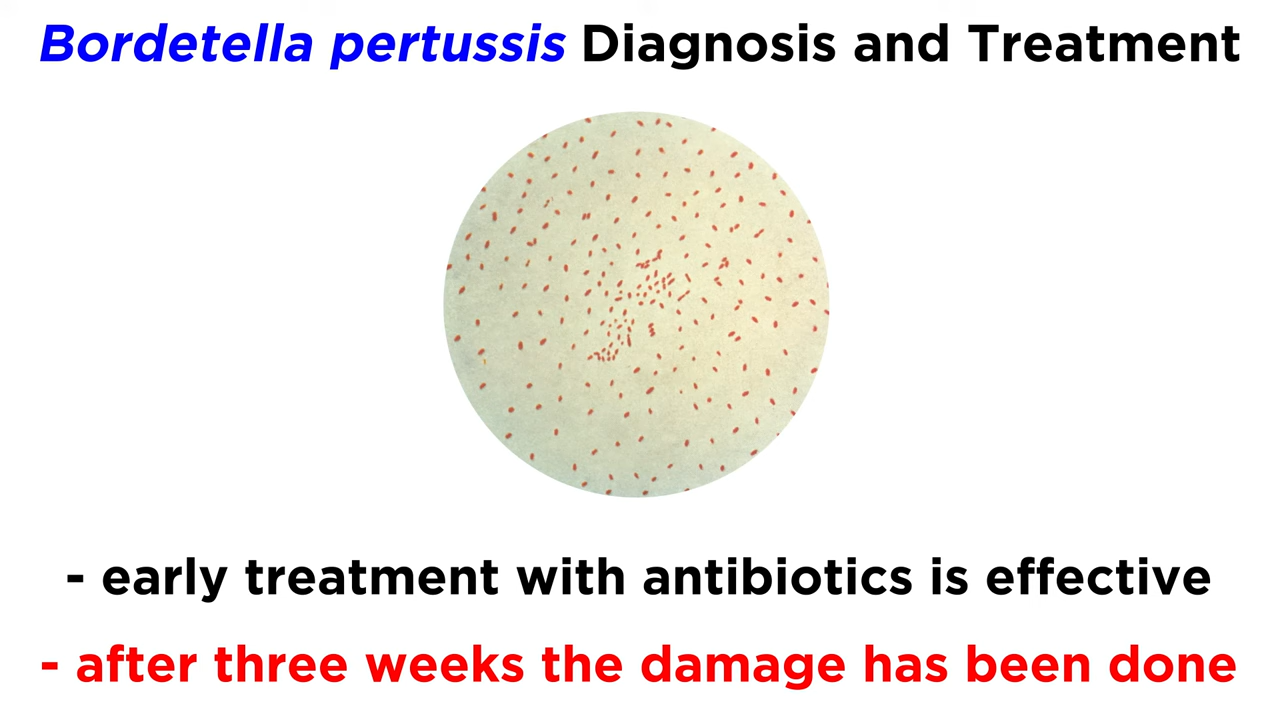 Bordetella pertussis Diagnosis and Treatment
- early treatment with antibiotics is effective
- after three weeks the damage has been done